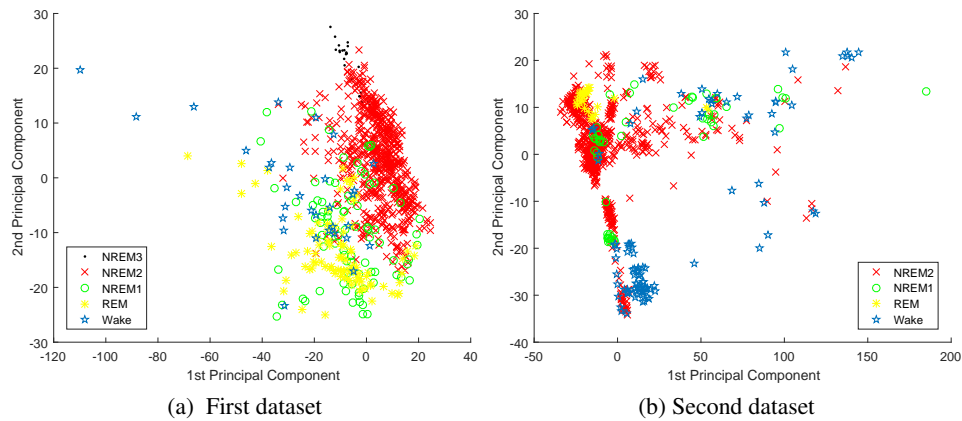 30
20
10
0
-10
-20
-30
2nd Principal Component
-120
-100
-80
-60
-40
-20
0
20
40
1st Principal Component
NREM3
NREM2
NREM1
REM
Wake
(a) First dataset
30
20
10
0
-10
-20
-30
-40
2nd Principal Component
-50
0
50
100
150
200
1st Principal Component
NREM2
NREM1
REM
Wake
(b) Second dataset